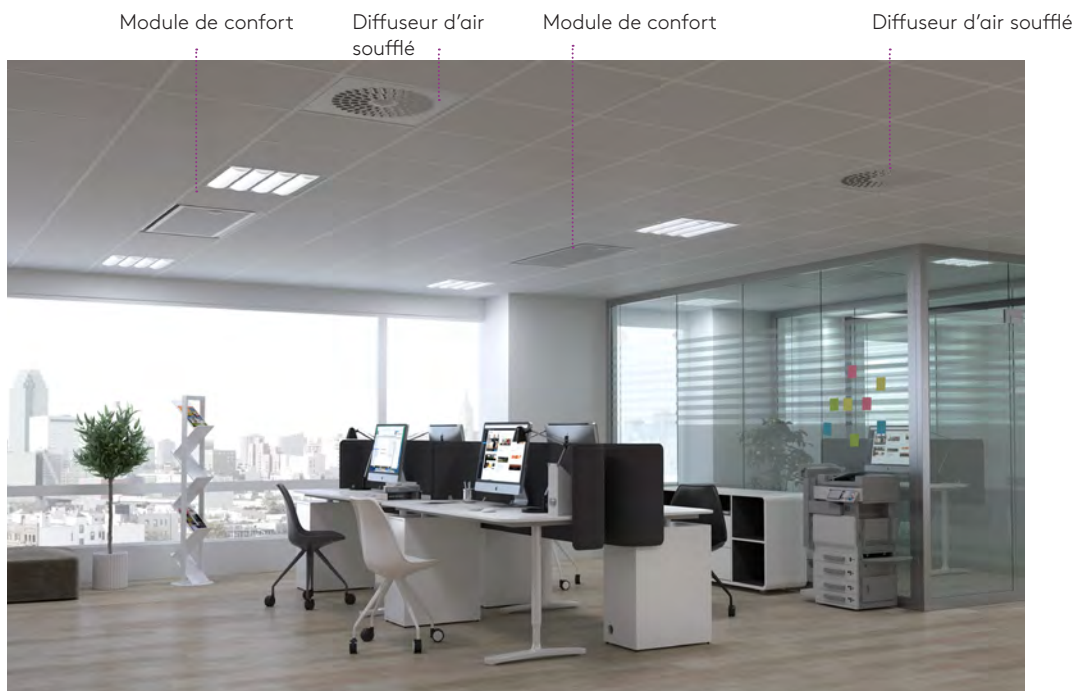 Module de confort
Diffuseur d’air
soufflé
Module de confort
Diffuseur d’air soufflé